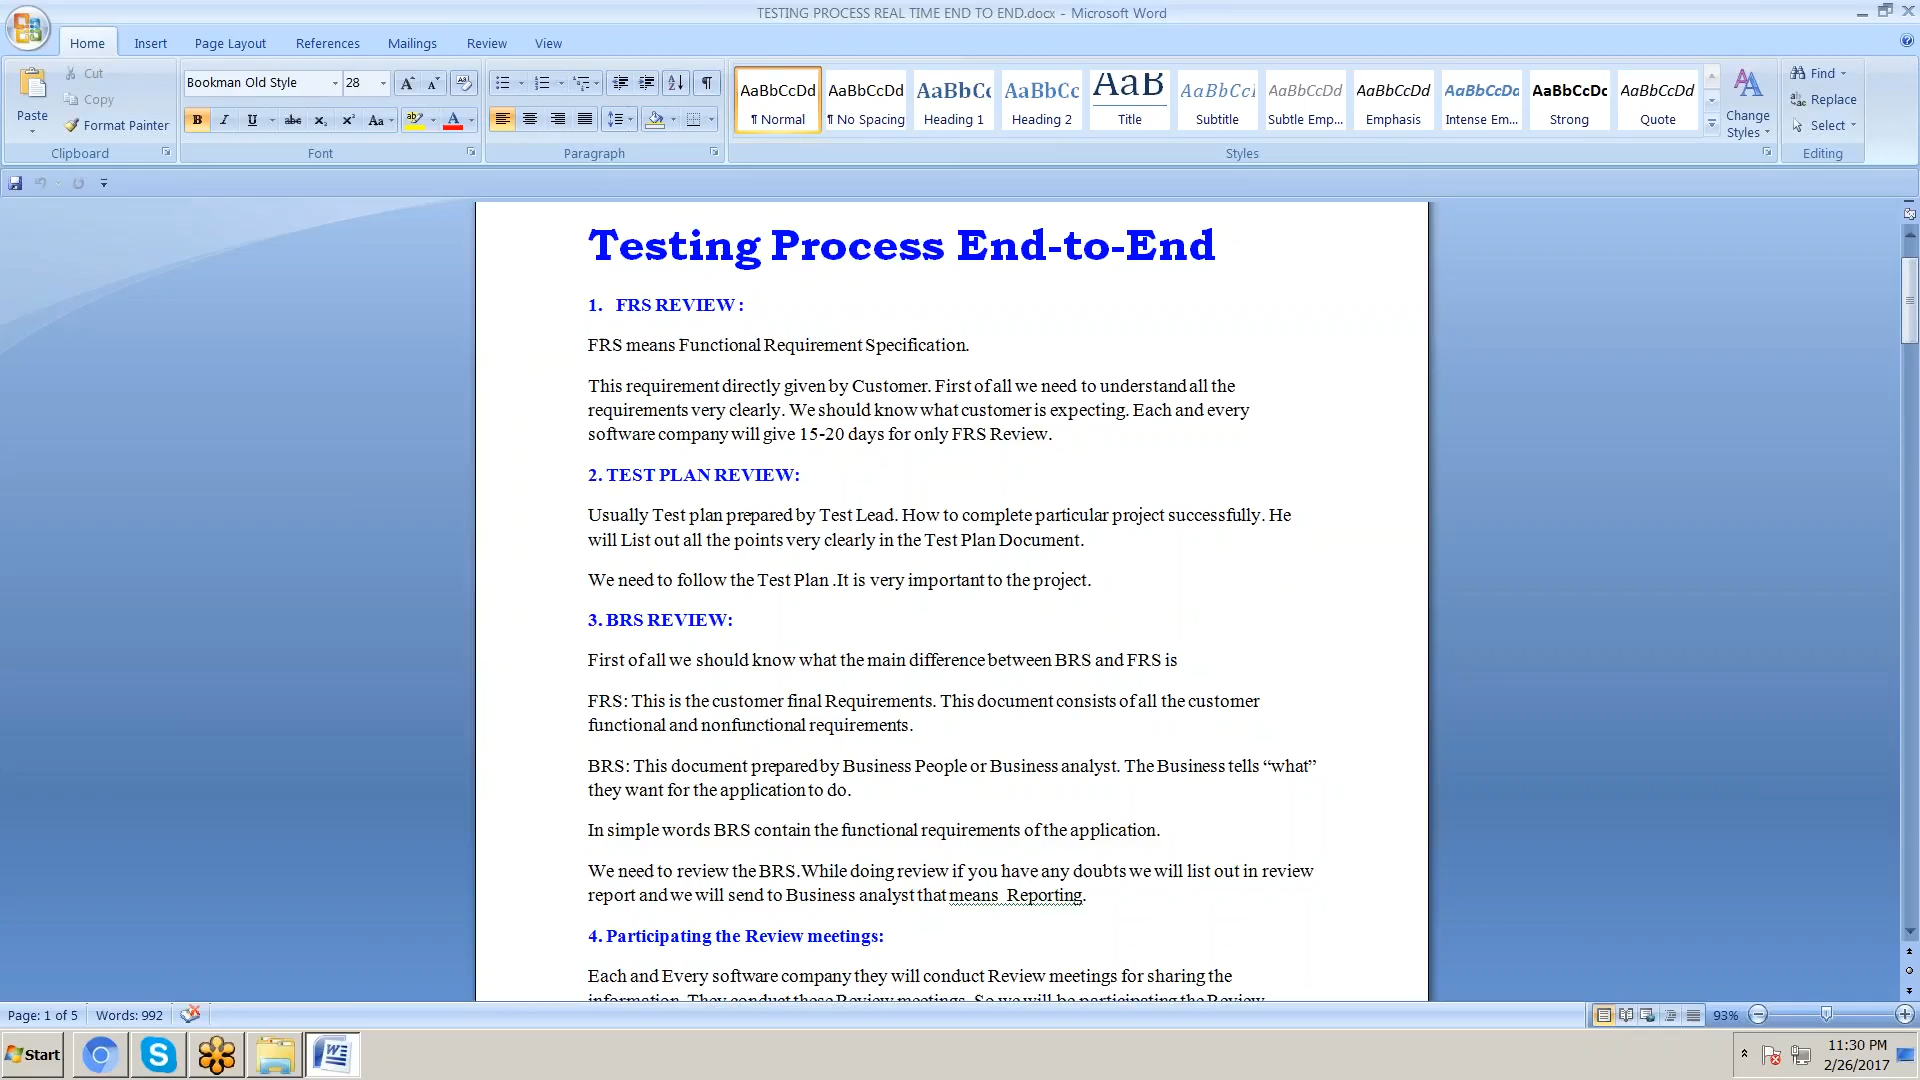 TESTING PROCESS REAL TIME END TO END.docx - Microsoft Word
Home Insert Page Layout References Mailings Review View
Paste
Cut
Copy
Format Painter
Clipboard
Bookman Old Style 28
Font
Paragraph
AaBbCcDd AaBbCcDd AaBbCc AaBbCc AaB AaBbCcI AaBbCcDd AaBbCcDd AaBbCcDd AaBbCcDc AaBbCcDd
¶ Normal ¶ No Spacing Heading 1 Heading 2 Title Subtitle Subtle Emp... Emphasis Intense Em... Strong Quote
Styles
Change Styles
Find
Replace
Select
Editing
Testing Process End-to-End
1. FRS REVIEW :
FRS means Functional Requirement Specification.
This requirement directly given by Customer. First of all we need to understand all the
requirements very clearly. We should know what customer is expecting. Each and every
software company will give 15-20 days for only FRS Review.
2. TEST PLAN REVIEW:
Usually Test plan prepared by Test Lead. How to complete particular project successfully. He
will List out all the points very clearly in the Test Plan Document.
We need to follow the Test Plan .It is very important to the project.
3. BRS REVIEW:
First of all we should know what the main difference between BRS and FRS is
FRS: This is the customer final Requirements. This document consists of all the customer
functional and nonfunctional requirements.
BRS: This document prepared by Business People or Business analyst. The Business tells “what”
they want for the application to do.
In simple words BRS contain the functional requirements of the application.
We need to review the BRS.While doing review if you have any doubts we will list out in review
report and we will send to Business analyst that means Reporting.
4. Participating the Review meetings:
Each and Every software company they will conduct Review meetings for sharing the
information. They conduct these Review meetings. So we will be participating the Review
Page: 1 of 5 Words: 992 93%
Start 11:30 PM
2/26/2017